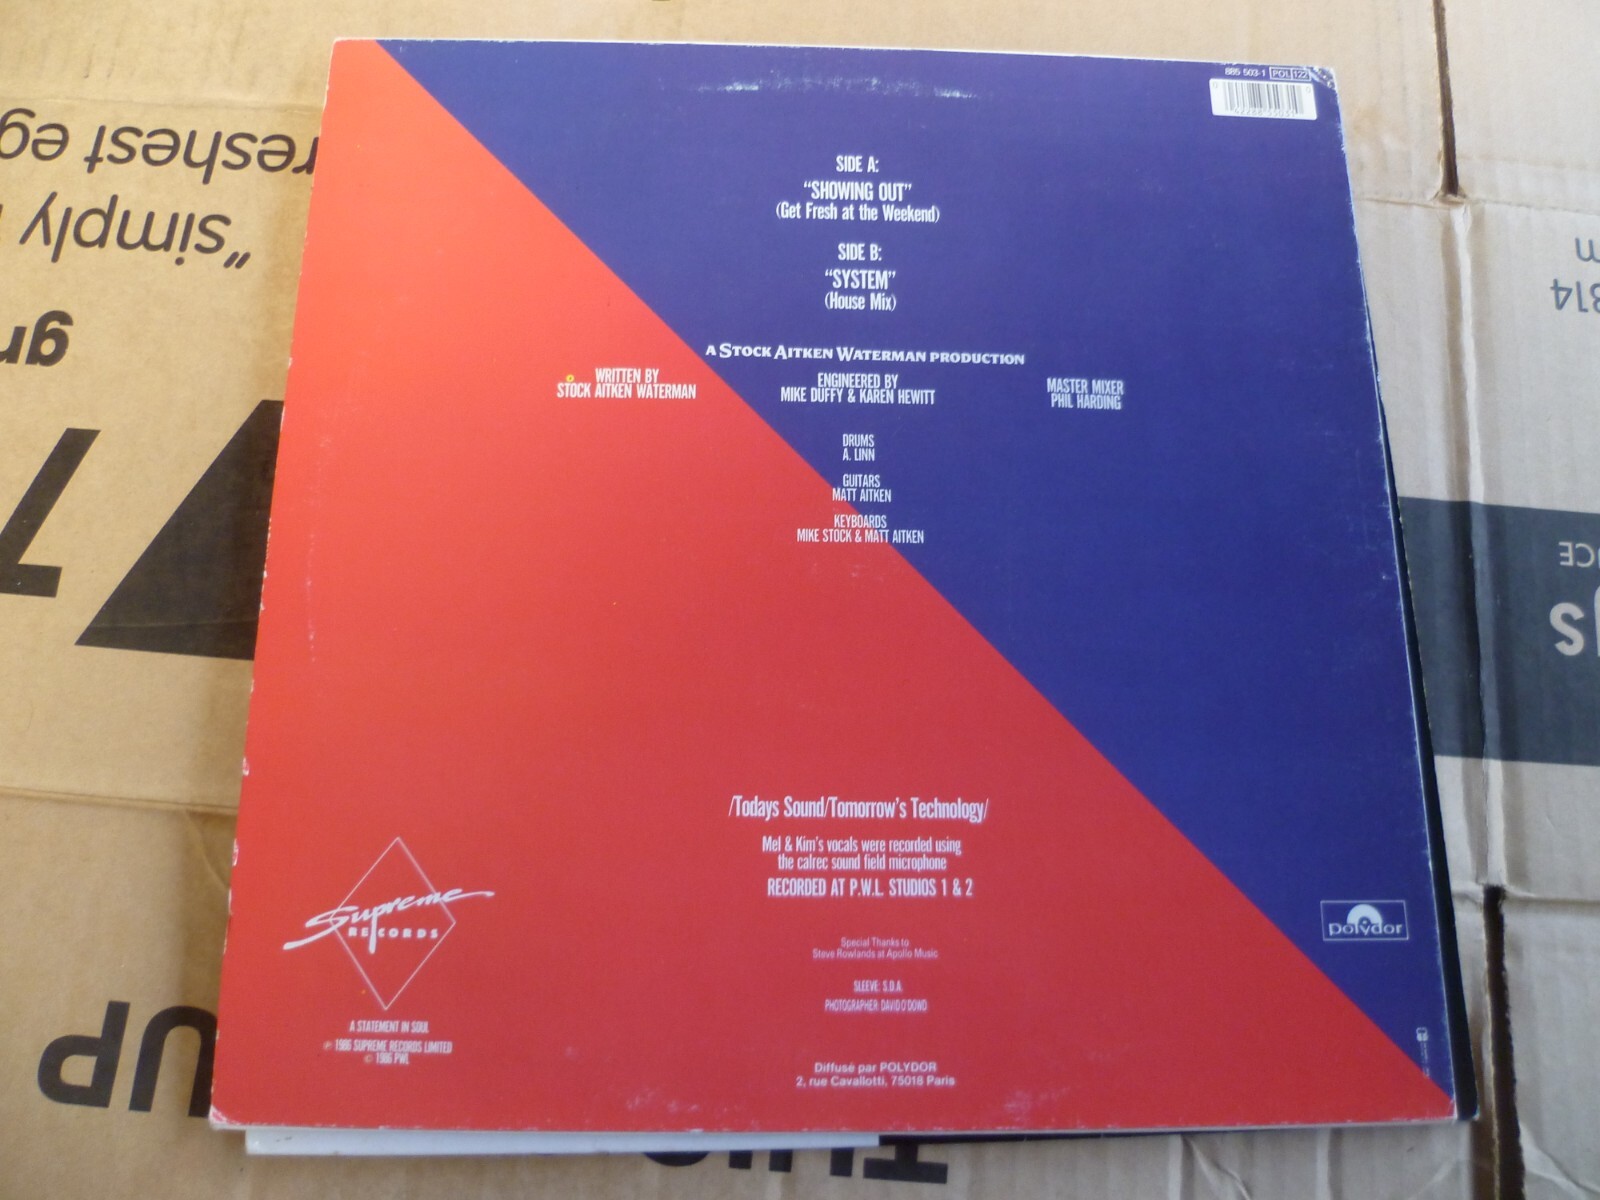 885 503-1 POL 122
SIDE A:
“SHOWING OUT”
(Get Fresh at the Weekend)
SIDE B:
“SYSTEM”
(House Mix)
A STOCK AITKEN WATERMAN PRODUCTION
WRITTEN BY
STOCK AITKEN WATERMAN
ENGINEERED BY
MIKE DUFFY & KAREN HEWITT
MASTER MIXER
PHIL HARDING
DRUMS
A. LINN
GUITARS
MATT AITKEN
KEYBOARDS
MIKE STOCK & MATT AITKEN
/Todays Sound/Tomorrow's Technology/
Mel & Kim's vocals were recorded using
the calrec sound field microphone
RECORDED AT P.W.L. STUDIOS 1 & 2
Special Thanks to
Steve Rowlands at Apollo Music
SLEEVE: S.D.A.
PHOTOGRAPHER: DAVID O'DOWD
Diffusé par POLYDOR
2, rue Cavallotti, 75018 Paris
Supreme
RECORDS
A STATEMENT IN SOUL
℗ 1986 SUPREME RECORDS LIMITED
© 1986 PWL
polydor
"simply
UP